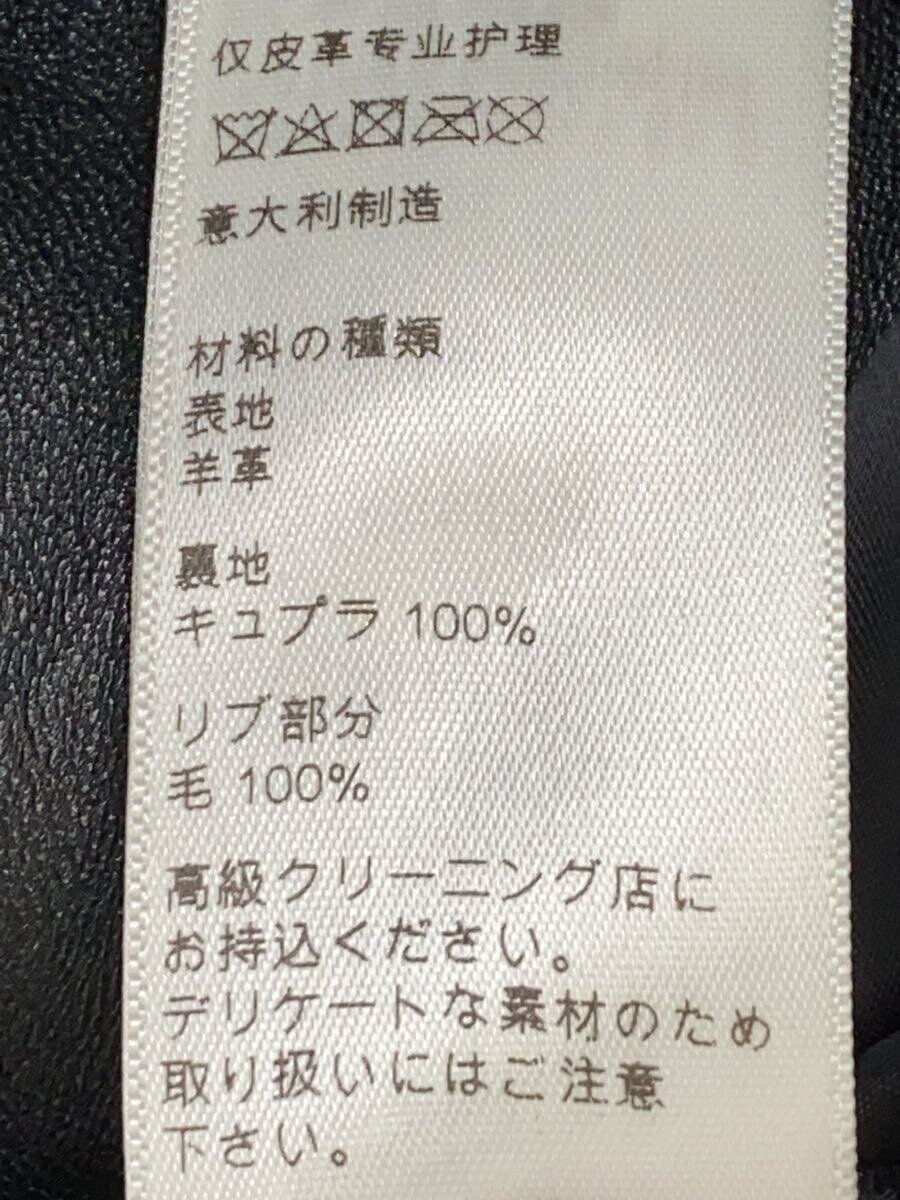 仅皮革专业护理
意大利制造
材料の種類
表地
羊革
裏地
キュプラ 100%
リブ部分
毛 100%
高級クリーニング店に
お持込ください。
デリケートな素材のため
取り扱いにはご注意
下さい。